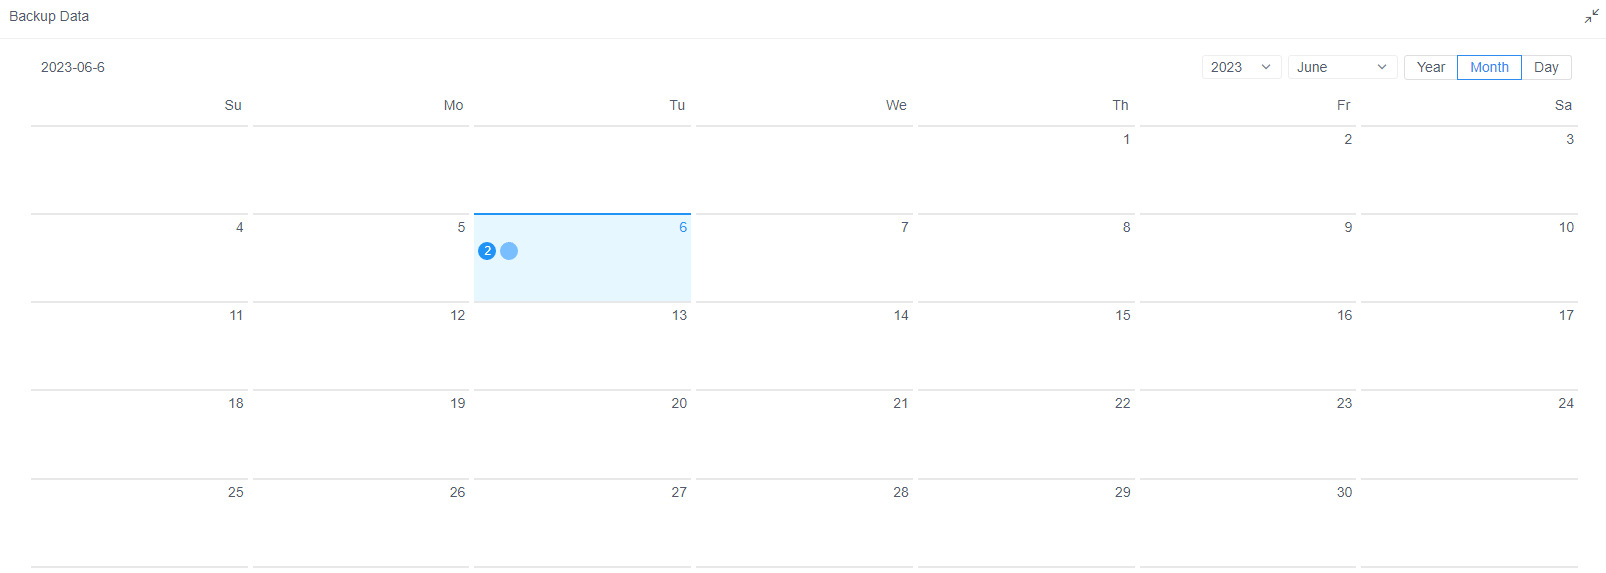 Backup Data
2023-06-6 2023 June Year Month Day
Su Mo Tu We Th Fr Sa
1 2 3
4 5 6 7 8 9 10
2
11 12 13 14 15 16 17
18 19 20 21 22 23 24
25 26 27 28 29 30